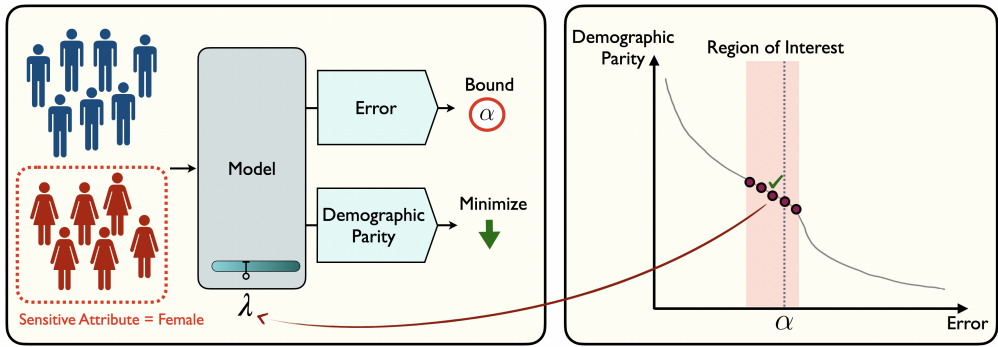 Sensitive Attribute = Female
Model
λ
Error
Demographic
Parity
Bound
α
Minimize
Demographic
Parity
Region of Interest
α
Error